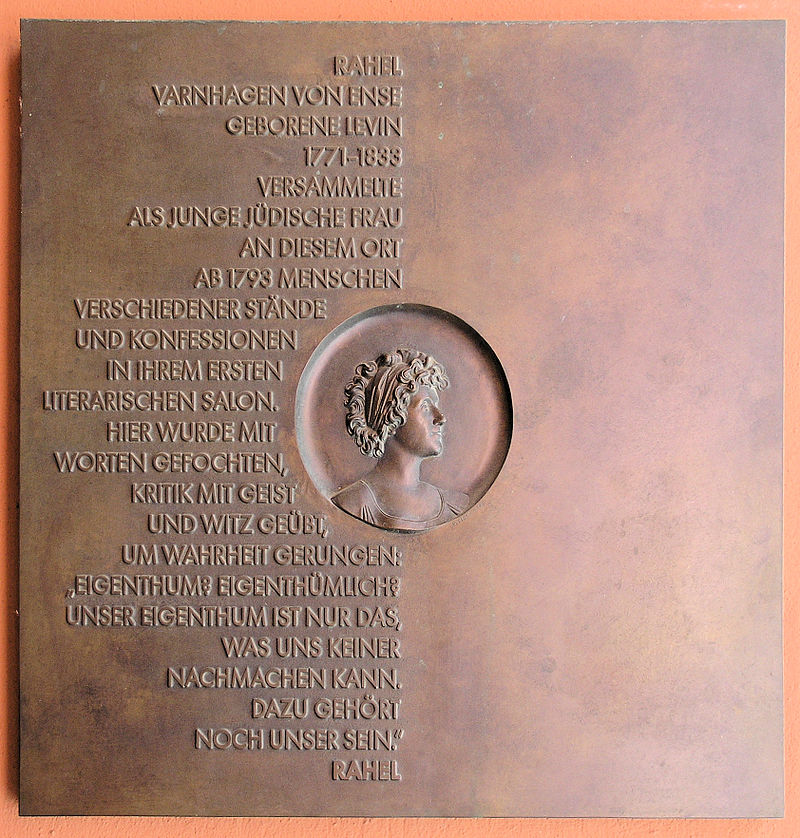 RAHEL
VARNHAGEN VON ENSE
GEBORENE LEVIN
1771–1833
VERSAMMELTE
ALS JUNGE JÜDISCHE FRAU
AN DIESEM ORT
AB 1793 MENSCHEN
VERSCHIEDENER STÄNDE
UND KONFESSIONEN
IN IHREM ERSTEN
LITERARISCHEN SALON.
HIER WURDE MIT
WORTEN GEFOCHTEN,
KRITIK MIT GEIST
UND WITZ GEÜBT,
UM WAHRHEIT GERUNGEN:
„EIGENTHUM? EIGENTHÜMLICH?
UNSER EIGENTHUM IST NUR DAS,
WAS UNS KEINER
NACHMACHEN KANN.
DAZU GEHÖRT
NOCH UNSER SEIN.“
RAHEL